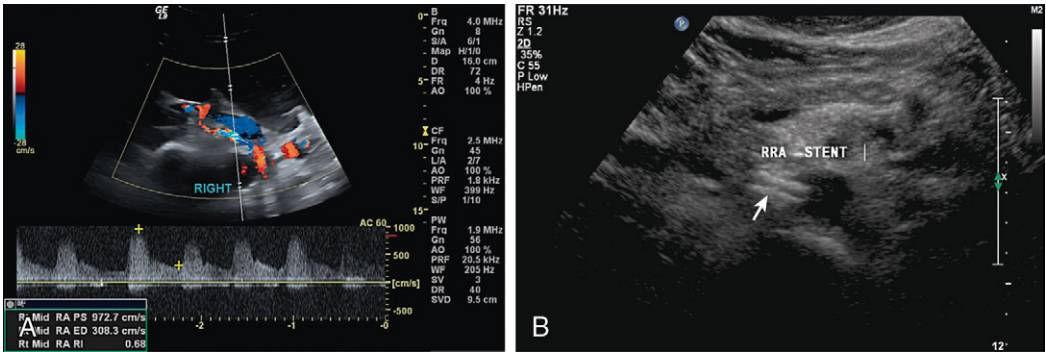 GE
28
-28
cm/s
RIGHT
0
5
10
15
B
Frq 4.0 MHz
Gn 8
S/A 6/1
Map H/1/0
D 16.0 cm
DR 72
FR 4 Hz
AO 100 %
CF
Frq 2.5 MHz
Gn 45
L/A 2/7
AO 100 %
PRF 1.8 kHz
WF 399 Hz
S/P 1/10
PW
Frq 1.9 MHz
Gn 56
AO 100 %
PRF 20.5 kHz
WF 205 Hz
SV 3
DR 40
SVD 9.5 cm
AC 60
1000
500
[cm/s]
-500
-2
-1
-0
Mid RA PS 972.7 cm/s
Mid RA ED 308.3 cm/s
Rt Mid RA RI 0.68
A
FR 31Hz
RS
Z 1.2
2D
35%
C 55
P Low
HPen
P
M2
RRA STENT
x
12
B